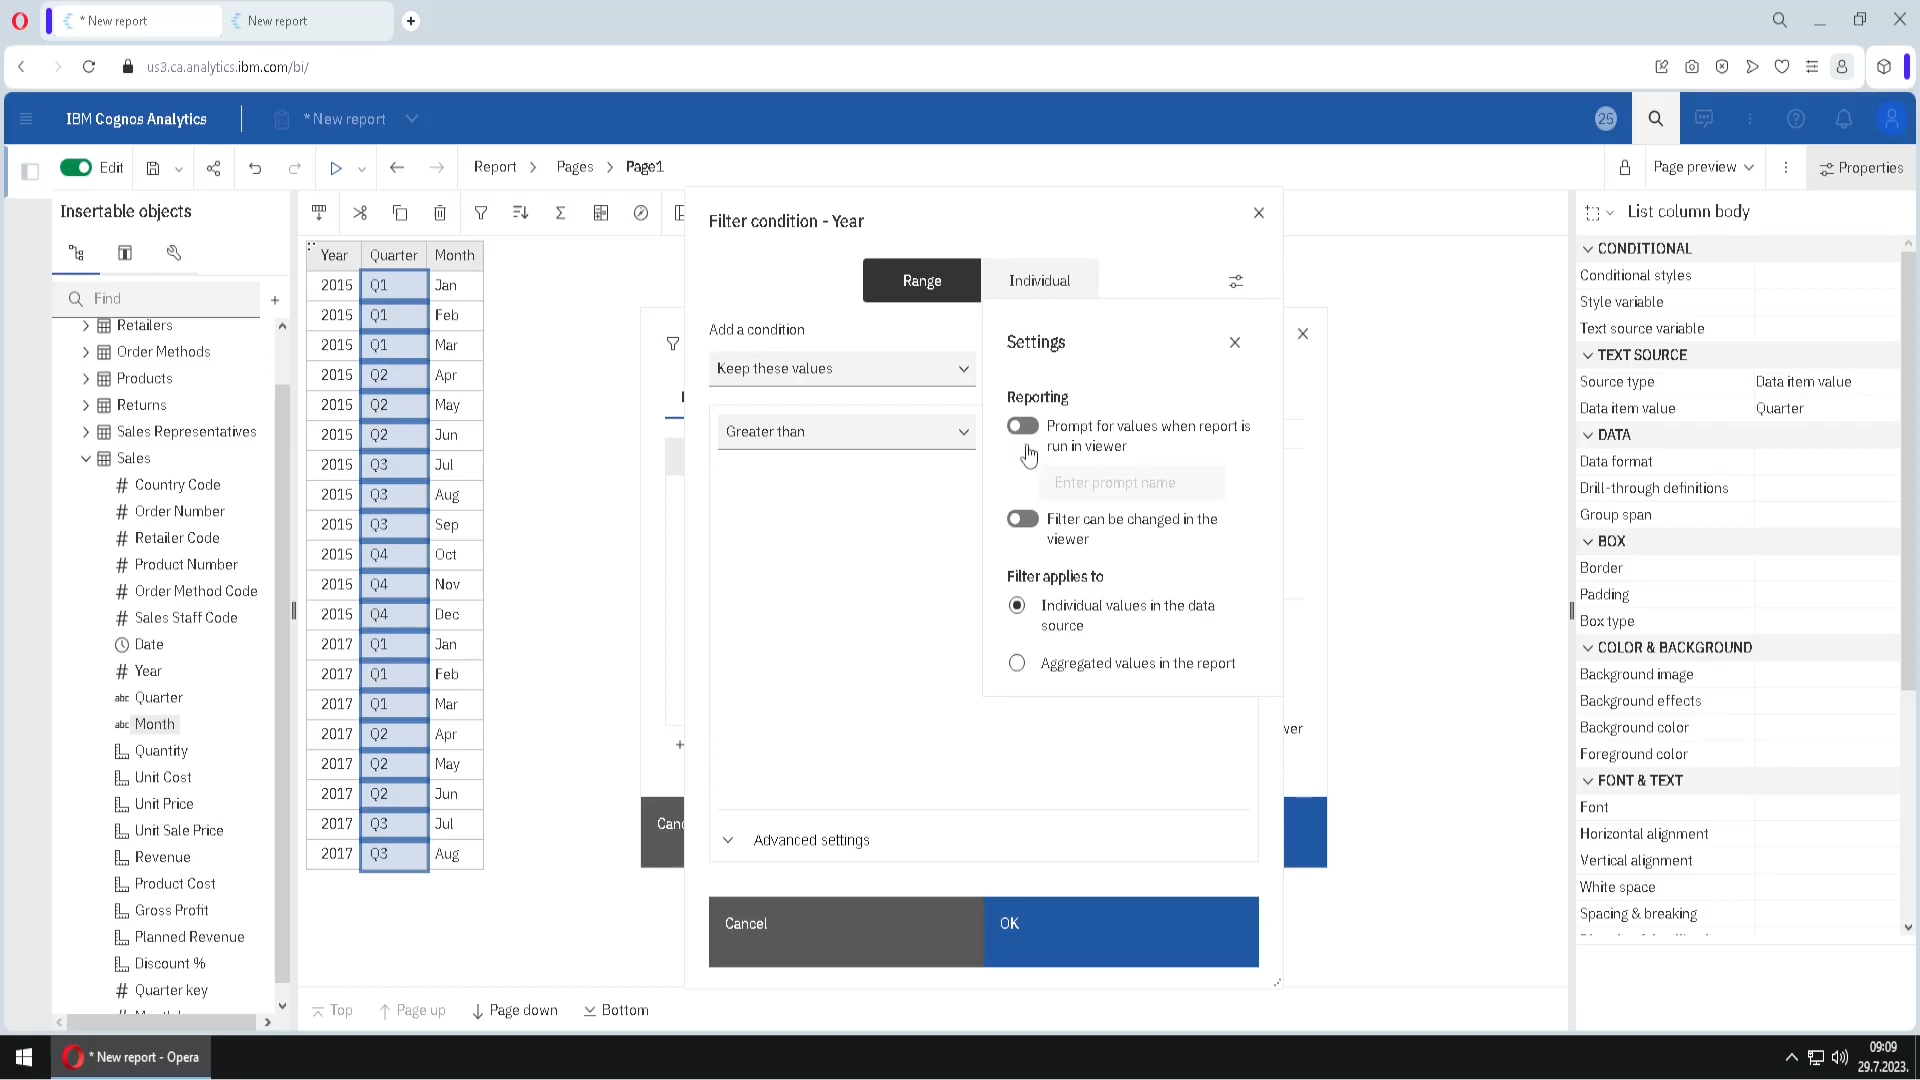 * New report
New report
us3.ca.analytics.ibm.com/bi/
IBM Cognos Analytics
* New report
25
Edit
Report
Pages
Page1
Page preview
Properties
Insertable objects
Find
Retailers
Order Methods
Products
Returns
Sales Representatives
Sales
Country Code
Order Number
Retailer Code
Product Number
Order Method Code
Sales Staff Code
Date
Year
abc Quarter
abc Month
Quantity
Unit Cost
Unit Price
Unit Sale Price
Revenue
Product Cost
Gross Profit
Planned Revenue
Discount %
Quarter key
Year Quarter Month
2015 Q1 Jan
2015 Q1 Feb
2015 Q1 Mar
2015 Q2 Apr
2015 Q2 May
2015 Q2 Jun
2015 Q3 Jul
2015 Q3 Aug
2015 Q3 Sep
2015 Q4 Oct
2015 Q4 Nov
2015 Q4 Dec
2017 Q1 Jan
2017 Q1 Feb
2017 Q1 Mar
2017 Q2 Apr
2017 Q2 May
2017 Q2 Jun
2017 Q3 Jul
2017 Q3 Aug
Top
Page up
Page down
Bottom
Filter condition - Year
Range
Individual
Add a condition
Keep these values
Greater than
Settings
Reporting
Prompt for values when report is
run in viewer
Enter prompt name
Filter can be changed in the
viewer
Filter applies to
Individual values in the data
source
Aggregated values in the report
Advanced settings
Cancel
OK
List column body
CONDITIONAL
Conditional styles
Style variable
Text source variable
TEXT SOURCE
Source type Data item value
Data item value Quarter
DATA
Data format
Drill-through definitions
Group span
BOX
Border
Padding
Box type
COLOR & BACKGROUND
Background image
Background effects
Background color
Foreground color
FONT & TEXT
Font
Horizontal alignment
Vertical alignment
White space
Spacing & breaking
* New report - Opera
09:09
29.7.2023.